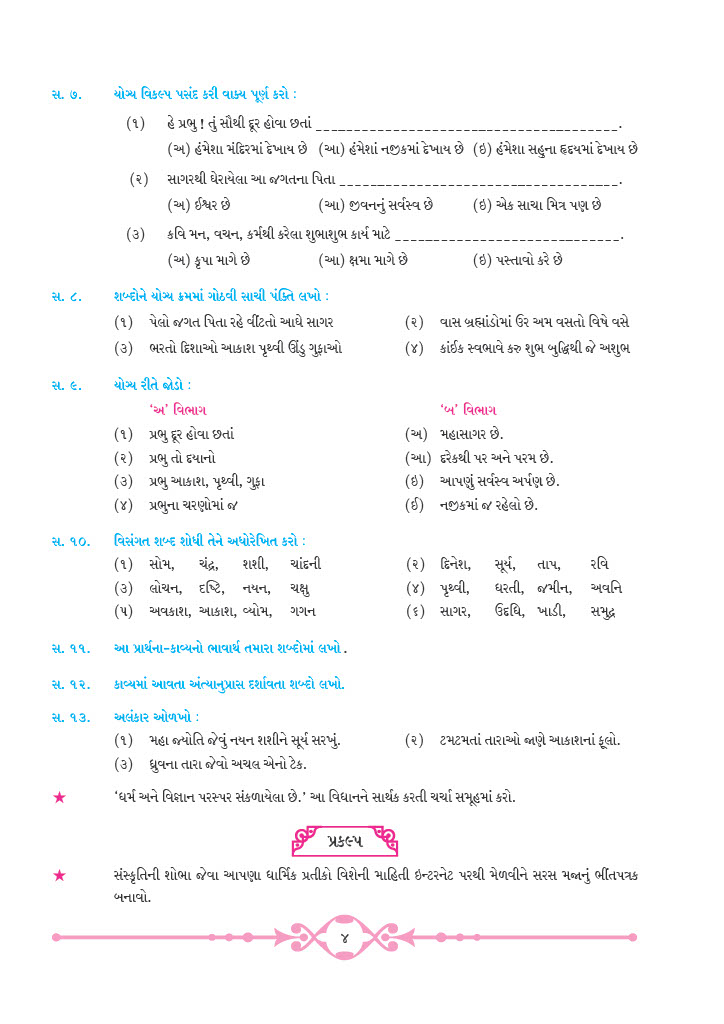 સ. ૭. યોગ્ય વિકલ્પ પસંદ કરી વાક્ય પૂર્ણ કરો :
(૧) હે પ્રભુ ! તું સૌથી દૂર હોવા છતાં ______________________________________.
(અ) હંમેશા મંદિરમાં દેખાય છે (આ) હંમેશાં નજીકમાં દેખાય છે (ઇ) હંમેશા સહુના હૃદયમાં દેખાય છે
(૨) સાગરથી ઘેરાયેલા આ જગતના પિતા ___________________________________.
(અ) ઈશ્વર છે (આ) જીવનનું સર્વસ્વ છે (ઇ) એક સાચા મિત્ર પણ છે
(૩) કવિ મન, વચન, કર્મથી કરેલા શુભાશુભ કાર્ય માટે ____________________________.
(અ) કૃપા માગે છે (આ) ક્ષમા માગે છે (ઇ) પસ્તાવો કરે છે
સ. ૮. શબ્દોને યોગ્ય ક્રમમાં ગોઠવી સાચી પંક્તિ લખો :
(૧) પેલો જગત પિતા રહે વીંટતો આઘે સાગર (૨) વાસ બ્રહ્માંડોમાં ઉર અમ વસતો વિષે વસે
(૩) ભરતો દિશાઓ આકાશ પૃથ્વી ઊંડુ ગુફાઓ (૪) કાંઈક સ્વભાવે કરુ શુભ બુદ્ધિથી જે અશુભ
સ. ૯. યોગ્ય રીતે જોડો :
‘અ’ વિભાગ ‘બ’ વિભાગ
(૧) પ્રભુ દૂર હોવા છતાં (અ) મહાસાગર છે.
(૨) પ્રભુ તો દયાનો (આ) દરેકથી પર અને પરમ છે.
(૩) પ્રભુ આકાશ, પૃથ્વી, ગુફા (ઇ) આપણું સર્વસ્વ અર્પણ છે.
(૪) પ્રભુના ચરણોમાં જ (ઈ) નજીકમાં જ રહેલો છે.
સ. ૧૦. વિસંગત શબ્દ શોધી તેને અધોરેખિત કરો :
(૧) સોમ, ચંદ્ર, શશી, ચાંદની (૨) દિનેશ, સૂર્ય, તાપ, રવિ
(૩) લોચન, દષ્ટિ, નયન, ચક્ષુ (૪) પૃથ્વી, ધરતી, જમીન, અવનિ
(૫) અવકાશ, આકાશ, વ્યોમ, ગગન (૬) સાગર, ઉદધિ, ખાડી, સમુદ્ર
સ. ૧૧. આ પ્રાર્થના-કાવ્યનો ભાવાર્થ તમારા શબ્દોમાં લખો .
સ. ૧૨. કાવ્યમાં આવતા અંત્યાનુપ્રાસ દર્શાવતા શબ્દો લખો.
સ. ૧૩. અલંકાર ઓળખો :
(૧) મહા જ્યોતિ જેવું નયન શશીને સૂર્ય સરખું. (૨) ટમટમતાં તારાઓ જાણે આકાશનાં ફૂલો.
(૩) ધ્રુવના તારા જેવો અચલ એનો ટેક.
★ ‘ધર્મ અને વિજ્ઞાન પરસ્પર સંકળાયેલા છે.’ આ વિધાનને સાર્થક કરતી ચર્ચા સમૂહમાં કરો.
પ્રકલ્પ
★ સંસ્કૃતિની શોભા જેવા આપણા ધાર્મિક પ્રતીકો વિશેની માહિતી ઇન્ટરનેટ પરથી મેળવીને સરસ મજાનું ભીંતપત્રક
બનાવો.
૪